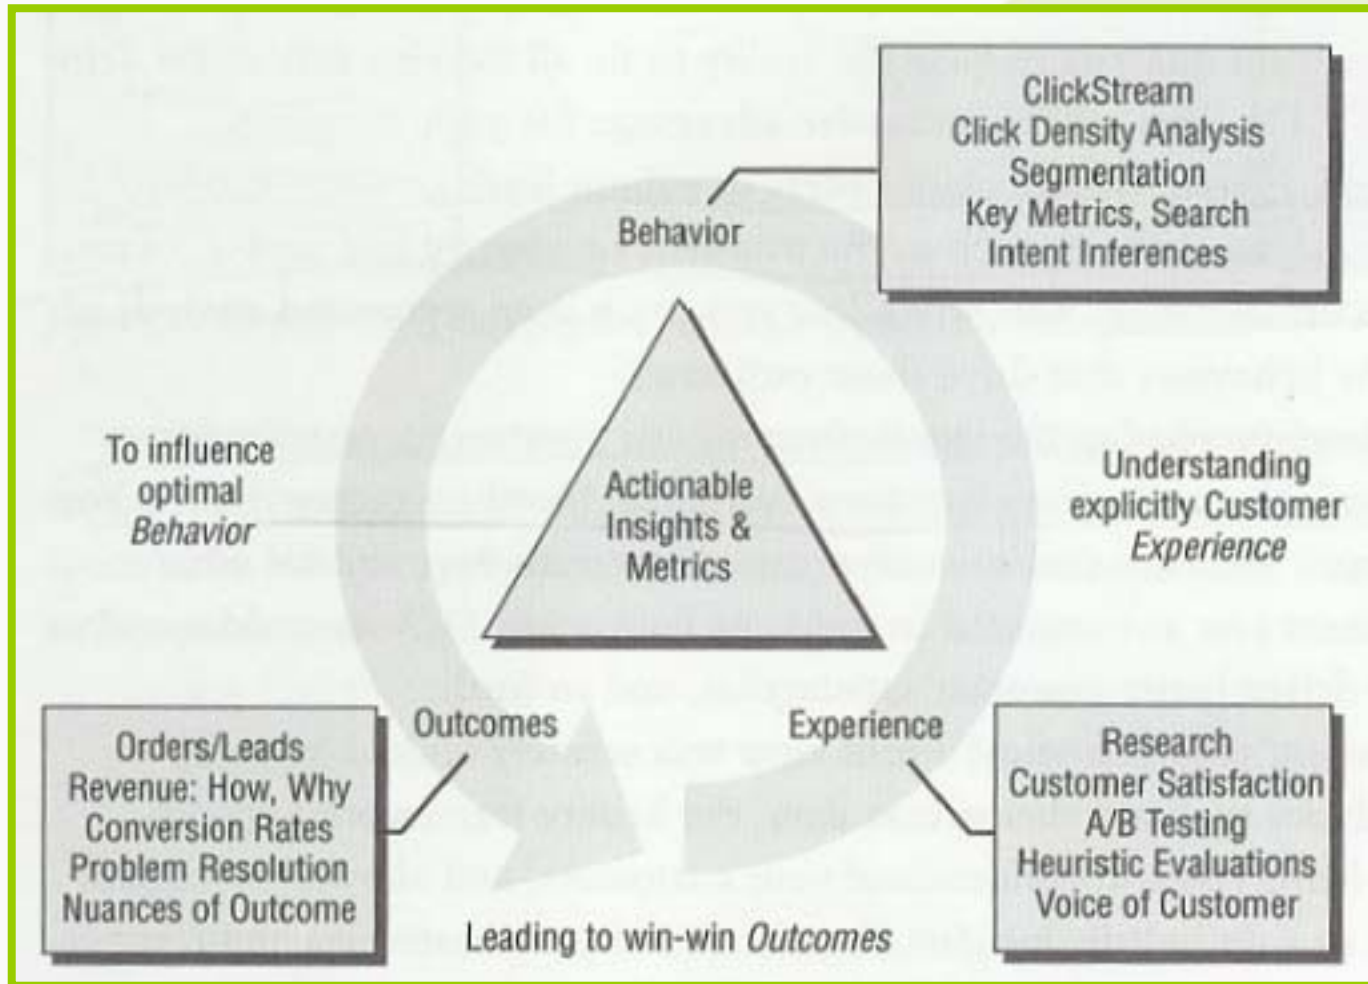 ClickStream
Click Density Analysis
Segmentation
Key Metrics, Search
Intent Inferences
Behavior
To influence
optimal
Behavior
Actionable
Insights &
Metrics
Understanding
explicitly Customer
Experience
Outcomes
Experience
Orders/Leads
Revenue: How, Why
Conversion Rates
Problem Resolution
Nuances of Outcome
Research
Customer Satisfaction
A/B Testing
Heuristic Evaluations
Voice of Customer
Leading to win-win Outcomes